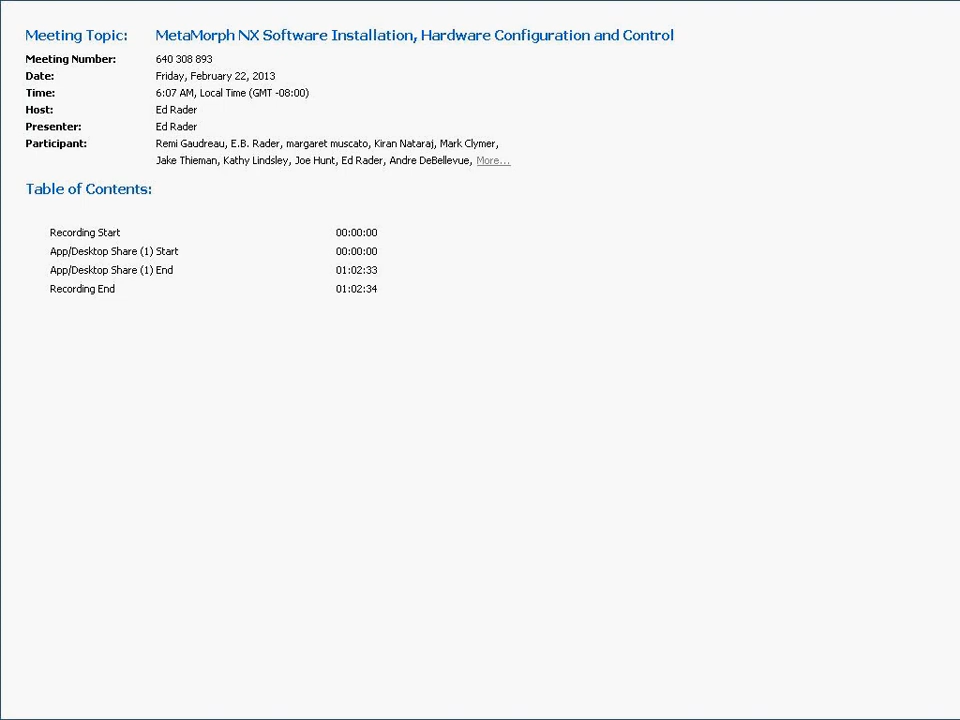 Meeting Topic: MetaMorph NX Software Installation, Hardware Configuration and Control
Meeting Number: 640 308 893
Date: Friday, February 22, 2013
Time: 6:07 AM, Local Time (GMT -08:00)
Host: Ed Rader
Presenter: Ed Rader
Participant: Remi Gaudreau, E.B. Rader, margaret muscato, Kiran Nataraj, Mark Clymer,
Jake Thieman, Kathy Lindsley, Joe Hunt, Ed Rader, Andre DeBellevue, More...
Table of Contents:
Recording Start 00:00:00
App/Desktop Share (1) Start 00:00:00
App/Desktop Share (1) End 01:02:33
Recording End 01:02:34